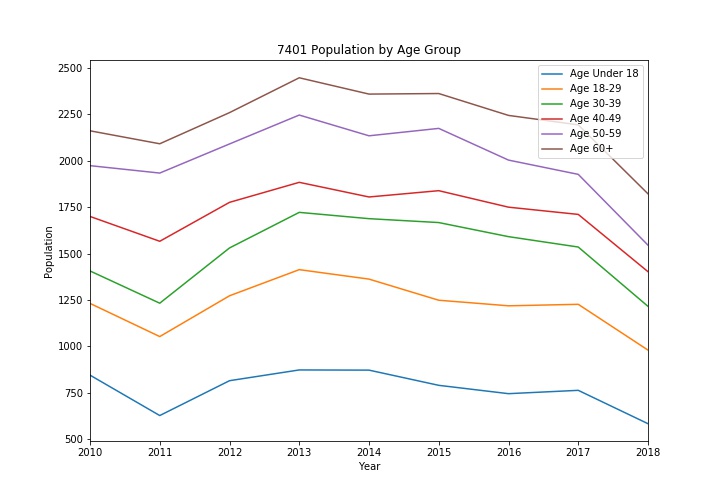 7401 Population by Age Group
Age Under 18
Age 18-29
Age 30-39
Age 40-49
Age 50-59
Age 60+
2500
2250
2000
1750
1500
1250
1000
750
500
Population
2010 2011 2012 2013 2014 2015 2016 2017 2018
Year